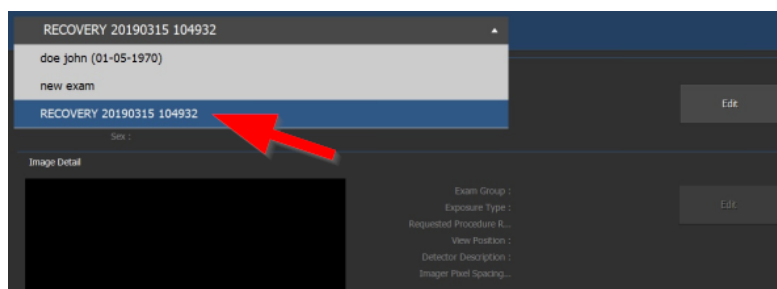 RECOVERY 20190315 104932
doe john (01-05-1970)
new exam
RECOVERY 20190315 104932
Edit
Sex :
Image Detail
Exam Group :
Edit
Exposure Type :
Requested Procedure R...
View Position :
Detector Description :
Imager Pixel Spacing...